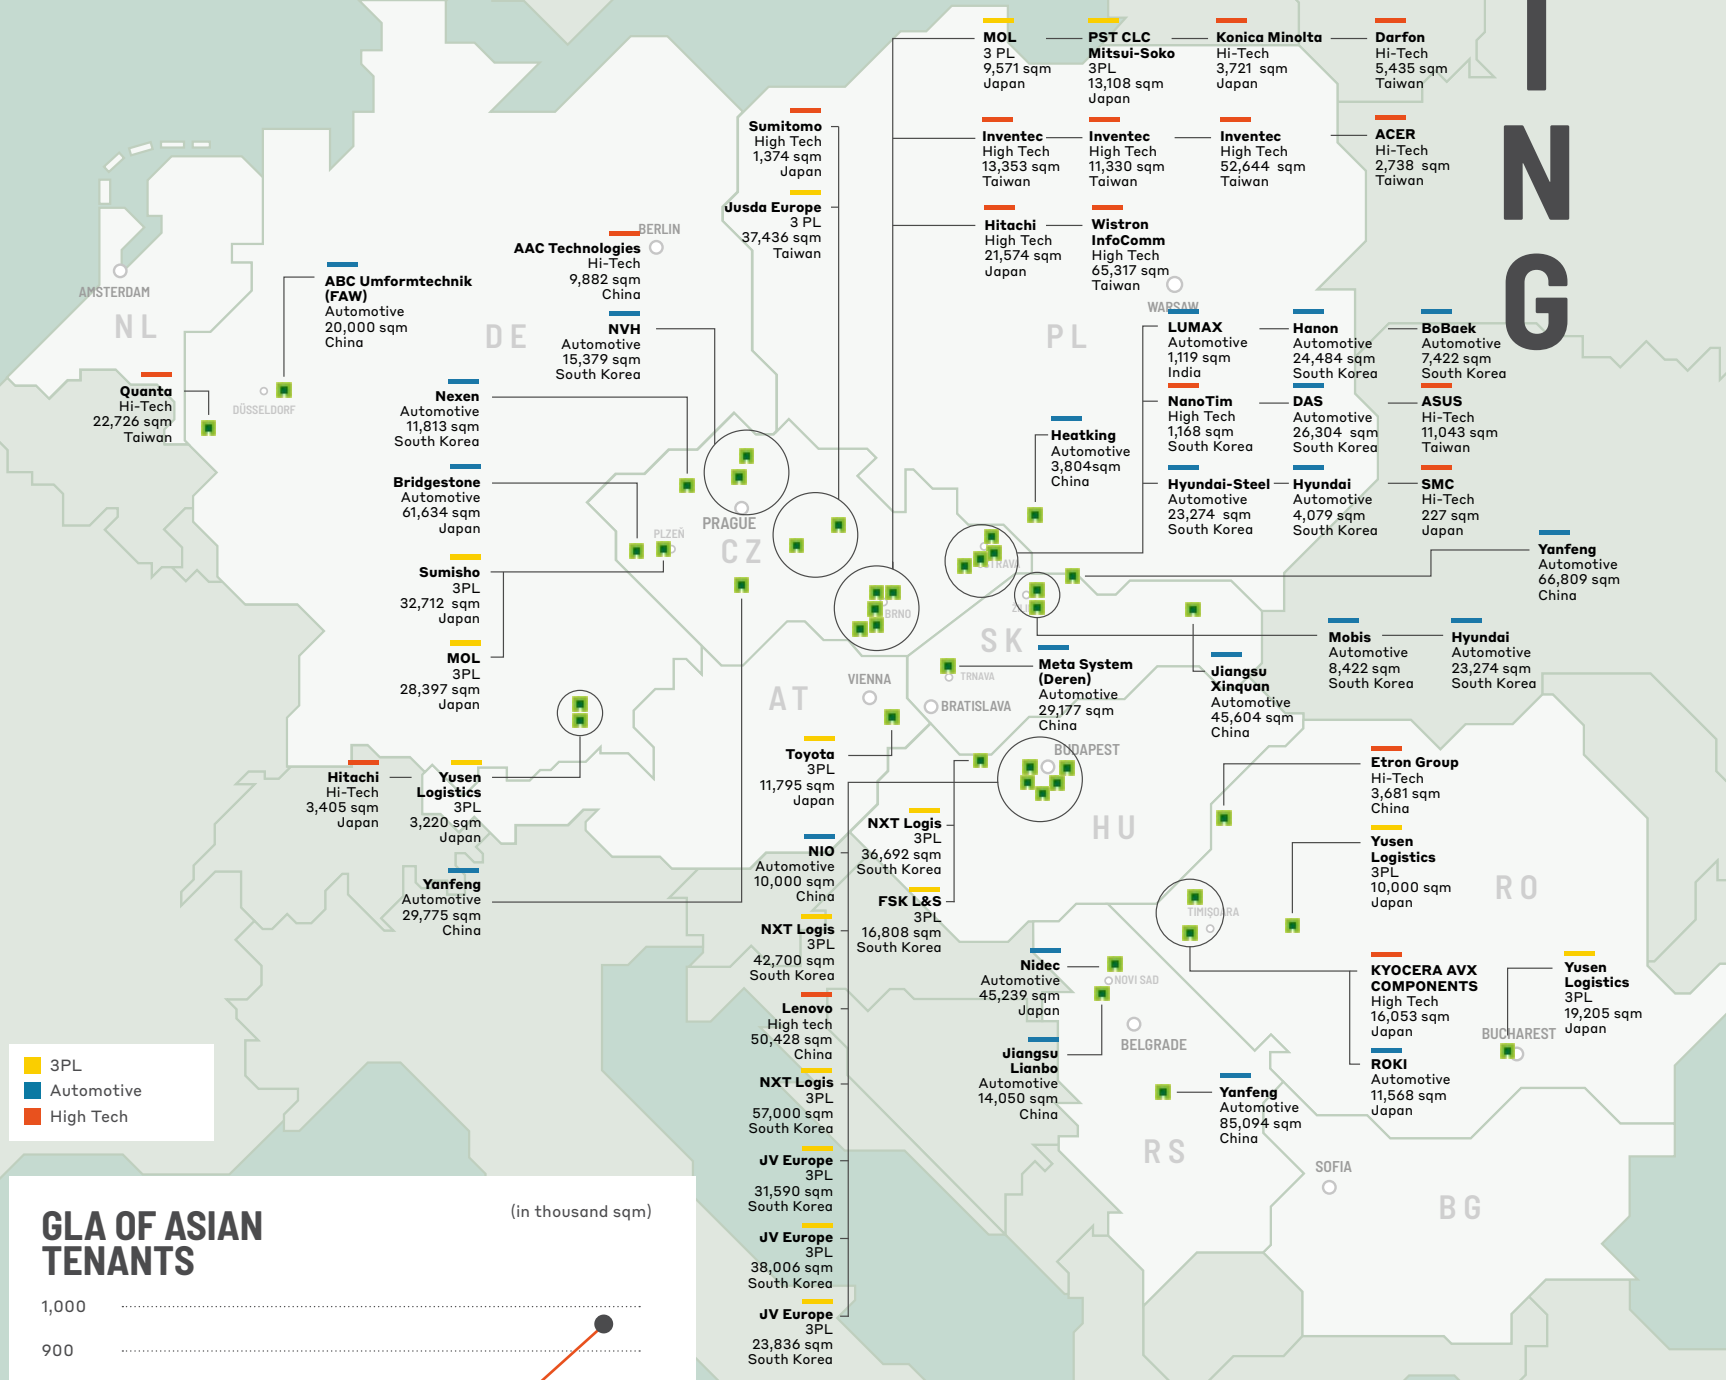 I
N
G
MOL
3 PL
9,571 sqm
Japan
PST CLC
Mitsui-Soko
3PL
13,108 sqm
Japan
Konica Minolta
Hi-Tech
3,721 sqm
Japan
Darfon
Hi-Tech
5,435 sqm
Taiwan
Inventec
High Tech
13,353 sqm
Taiwan
Inventec
High Tech
11,330 sqm
Taiwan
Inventec
High Tech
52,644 sqm
Taiwan
ACER
Hi-Tech
2,738 sqm
Taiwan
Hitachi
High Tech
21,574 sqm
Japan
Wistron
InfoComm
High Tech
65,317 sqm
Taiwan
Sumitomo
High Tech
1,374 sqm
Japan
Jusda Europe
3 PL
37,436 sqm
Taiwan
BERLIN
AAC Technologies
Hi-Tech
9,882 sqm
China
NVH
Automotive
15,379 sqm
South Korea
AMSTERDAM
NL
ABC Umformtechnik
(FAW)
Automotive
20,000 sqm
China
DE
Quanta
Hi-Tech
22,726 sqm
Taiwan
DÜSSELDORF
Nexen
Automotive
11,813 sqm
South Korea
Bridgestone
Automotive
61,634 sqm
Japan
Sumisho
3PL
32,712 sqm
Japan
MOL
3PL
28,397 sqm
Japan
PRAGUE
PLZEŇ
CZ
PL
WARSAW
LUMAX
Automotive
1,119 sqm
India
Hanon
Automotive
24,484 sqm
South Korea
BoBaek
Automotive
7,422 sqm
South Korea
NanoTim
High Tech
1,168 sqm
South Korea
DAS
Automotive
26,304 sqm
South Korea
ASUS
Hi-Tech
11,043 sqm
Taiwan
Hyundai-Steel
Automotive
23,274 sqm
South Korea
Hyundai
Automotive
4,079 sqm
South Korea
SMC
Hi-Tech
227 sqm
Japan
Heatking
Automotive
3,804sqm
China
OSTRAVA
BRNO
SK
Yanfeng
Automotive
66,809 sqm
China
Mobis
Automotive
8,422 sqm
South Korea
Hyundai
Automotive
23,274 sqm
South Korea
Meta System
(Deren)
Automotive
29,177 sqm
China
Jiangsu
Xinquan
Automotive
45,604 sqm
China
TRNAVA
BRATISLAVA
VIENNA
AT
Toyota
3PL
11,795 sqm
Japan
Hitachi
Hi-Tech
3,405 sqm
Japan
Yusen
Logistics
3PL
3,220 sqm
Japan
Yanfeng
Automotive
29,775 sqm
China
BUDAPEST
HU
NXT Logis
3PL
36,692 sqm
South Korea
FSK L&S
3PL
16,808 sqm
South Korea
NIO
Automotive
10,000 sqm
China
NXT Logis
3PL
42,700 sqm
South Korea
Lenovo
High tech
50,428 sqm
China
NXT Logis
3PL
57,000 sqm
South Korea
JV Europe
3PL
31,590 sqm
South Korea
JV Europe
3PL
38,006 sqm
South Korea
JV Europe
3PL
23,836 sqm
South Korea
Etron Group
Hi-Tech
3,681 sqm
China
Yusen
Logistics
3PL
10,000 sqm
Japan
RO
TIMIȘOARA
KYOCERA AVX
COMPONENTS
High Tech
16,053 sqm
Japan
ROKI
Automotive
11,568 sqm
Japan
Yusen
Logistics
3PL
19,205 sqm
Japan
BUCHAREST
Nidec
Automotive
45,239 sqm
Japan
NOVI SAD
BELGRADE
Jiangsu
Lianbo
Automotive
14,050 sqm
China
Yanfeng
Automotive
85,094 sqm
China
RS
SOFIA
BG
3PL
Automotive
High Tech
GLA OF ASIAN
TENANTS
(in thousand sqm)
1,000
900